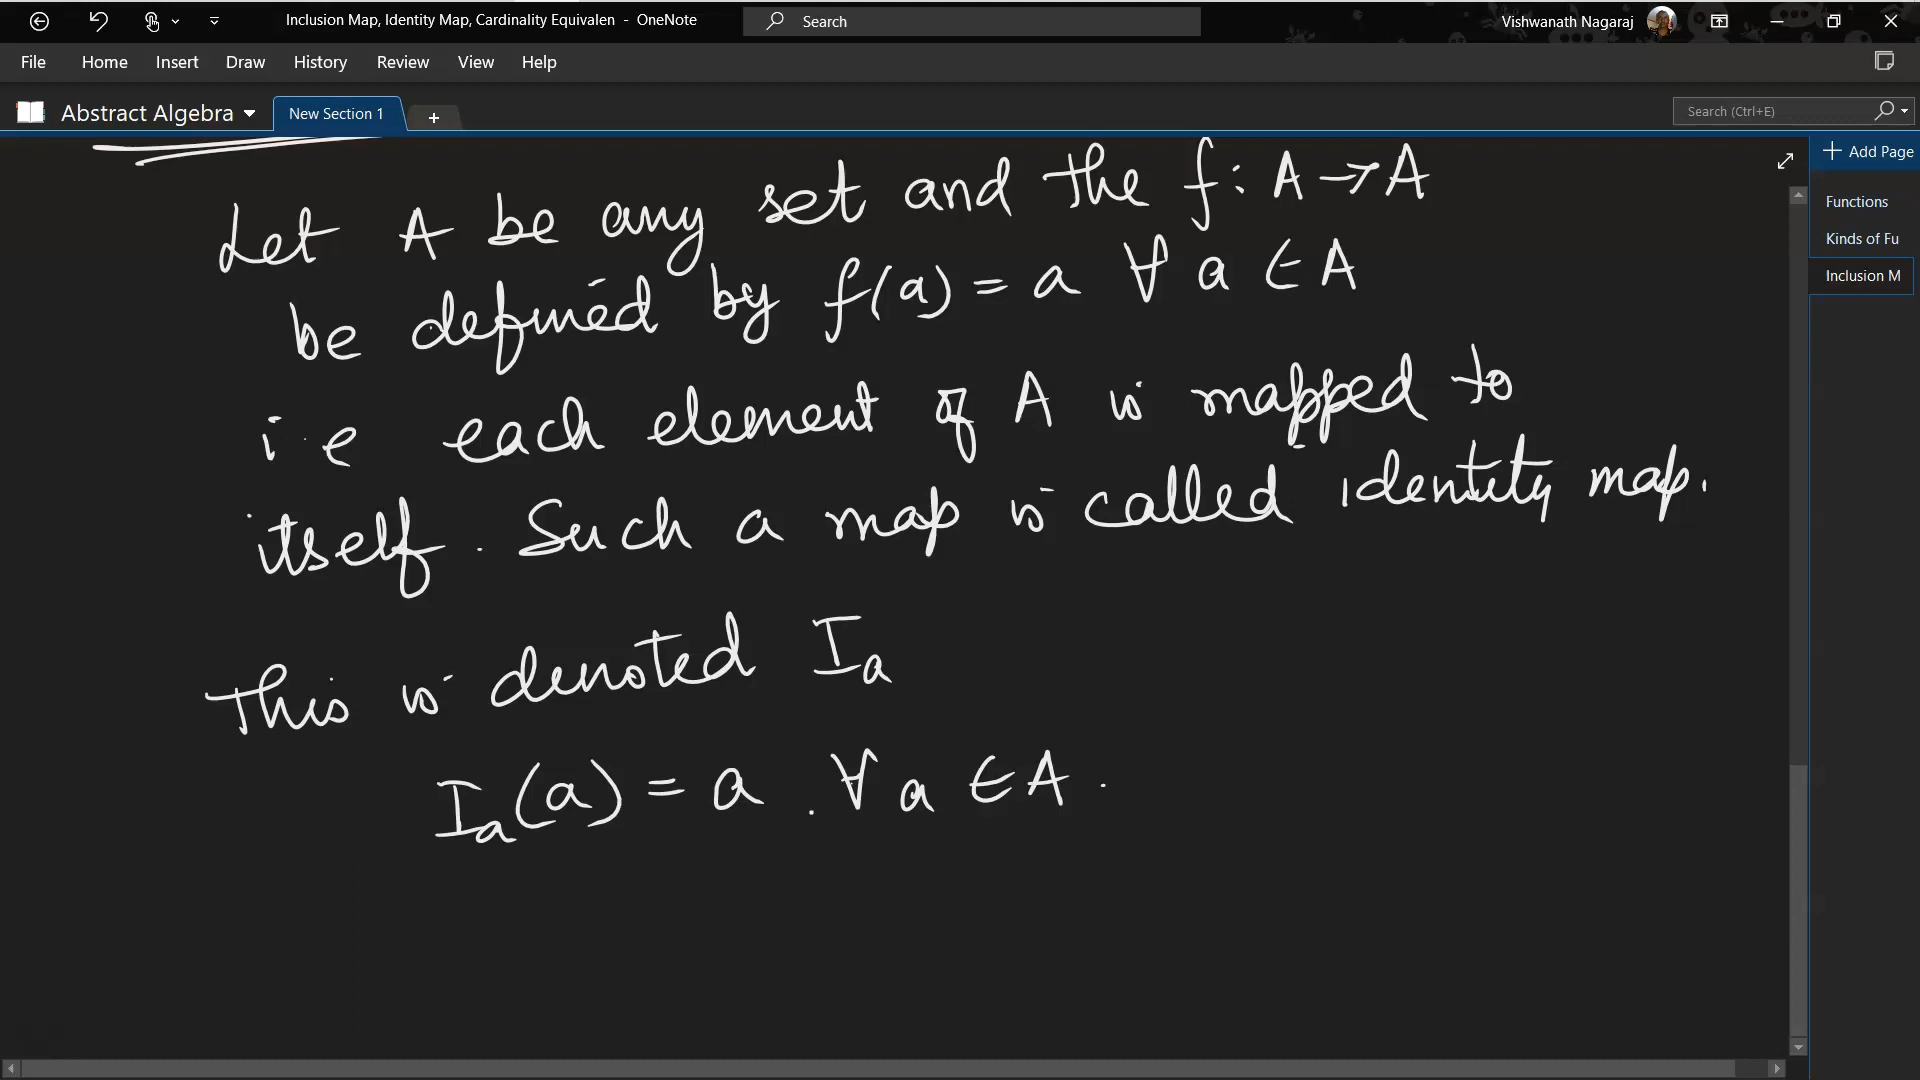 Inclusion Map, Identity Map, Cardinality Equivalen - OneNote
Search
Vishwanath Nagaraj
File Home Insert Draw History Review View Help
Abstract Algebra
New Section 1
Search (Ctrl+E)
Add Page
Functions
Kinds of Fu
Inclusion M
Let A be any set and the f: A → A
be defined by f(a) = a ∀ a ∈ A
i.e each element of A is mapped to
itself. Such a map is called identity map.
This is denoted I_a
I_a(a) = a . ∀ a ∈ A .